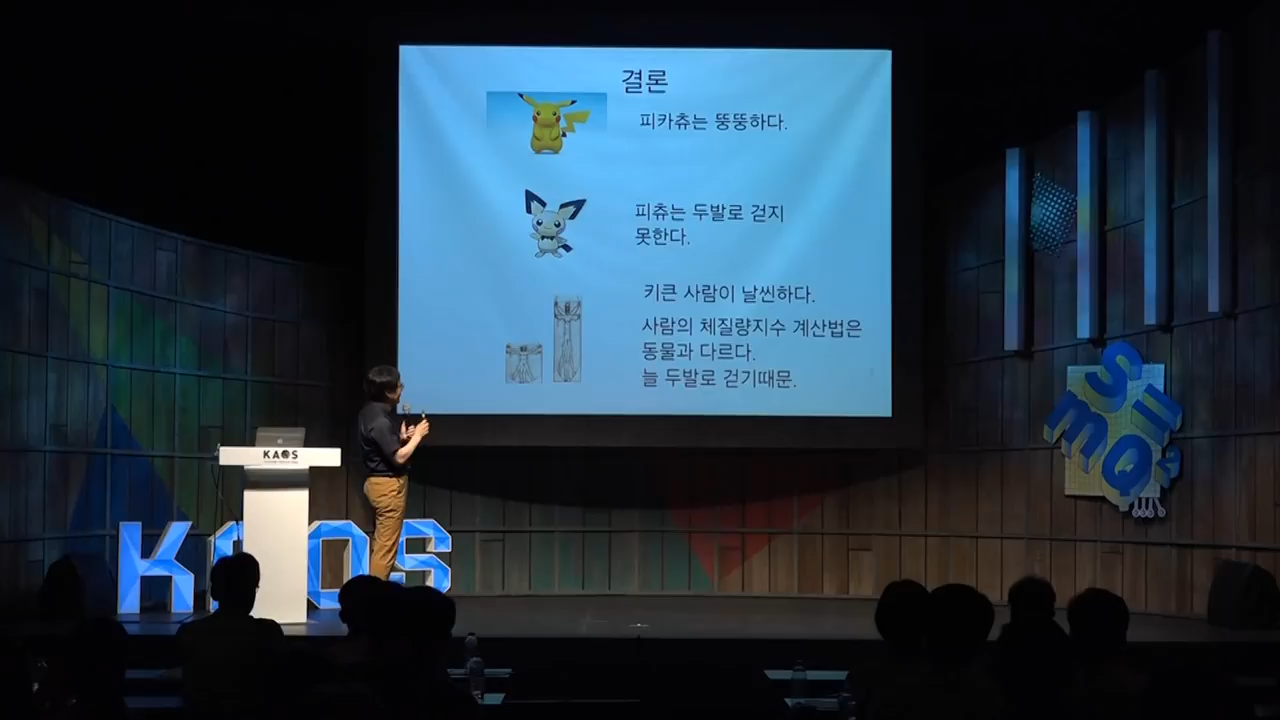 결론
피카츄는 뚱뚱하다.
피츄는 두발로 걷지
못한다.
키큰 사람이 날씬하다.
사람의 체질량지수 계산법은
동물과 다르다.
늘 두발로 걷기때문.
KAOS
KAOS